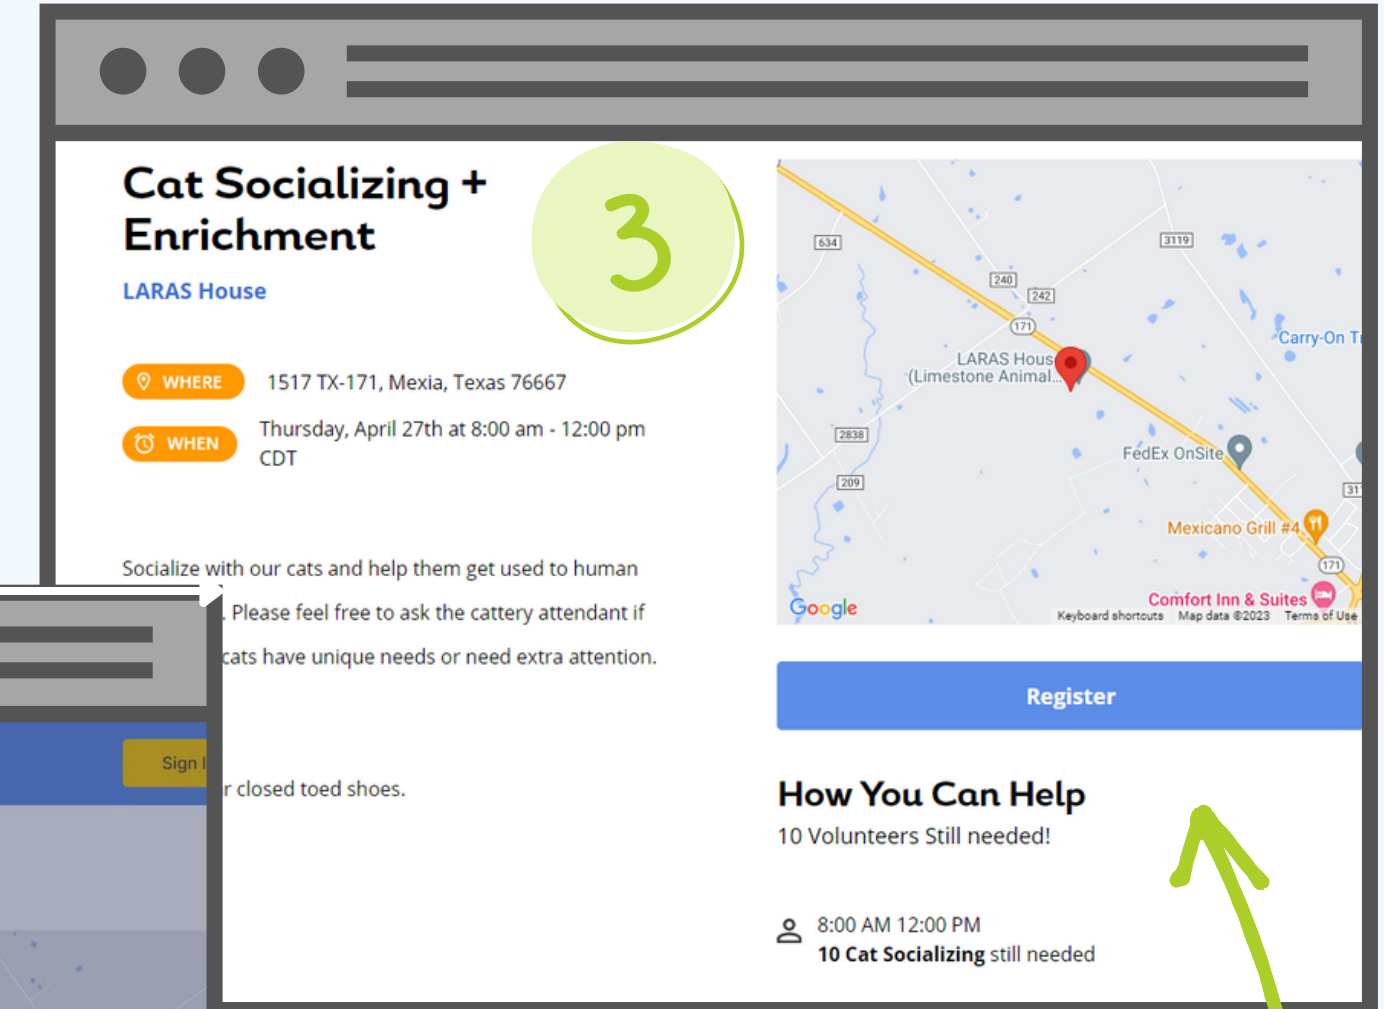 Cat Socializing +
Enrichment
3
LARAS House
WHERE
1517 TX-171, Mexia, Texas 76667
WHEN
Thursday, April 27th at 8:00 am - 12:00 pm
CDT
Socialize with our cats and help them get used to human
. Please feel free to ask the cattery attendant if
cats have unique needs or need extra attention.
closed toed shoes.
Sign
634
3119
240
242
171
Carry-On
LARAS
(Limestone Animal...
2838
FedEx OnSite
209
Mexicano Grill #4
171
Comfort Inn & Suites
Google
Keyboard shortcuts Map data ©2023 Terms of Use
Register
How You Can Help
10 Volunteers Still needed!
8:00 AM 12:00 PM
10 Cat Socializing still needed